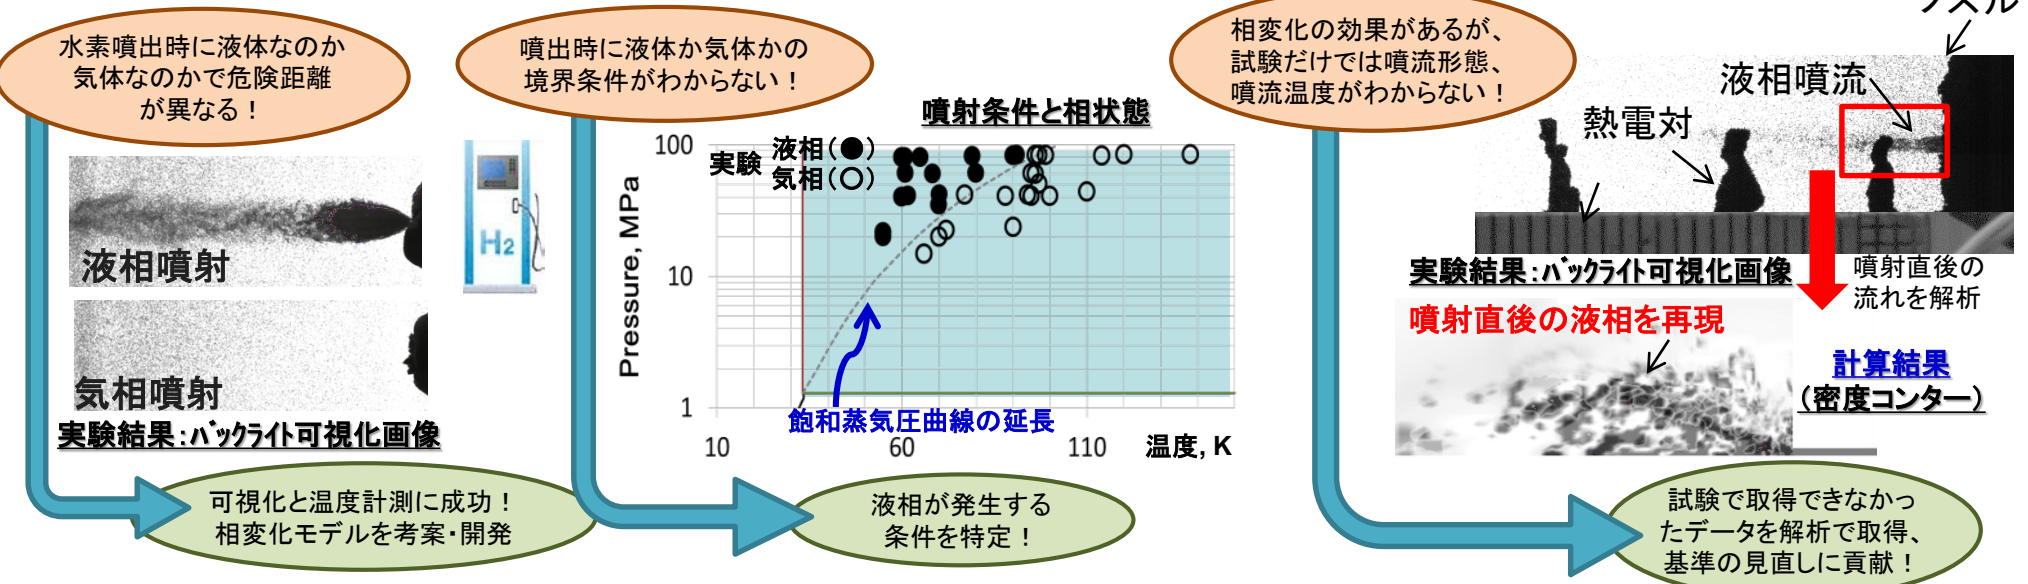 水素噴出時に液体なのか
気体なのかで危険距離
が異なる！
液相噴射
気相噴射
実験結果：バックライト可視化画像
可視化と温度計測に成功！
相変化モデルを考案・開発
噴出時に液体か気体かの
境界条件がわからない！
H2
噴射条件と相状態
実験 液相(●)
気相(○)
Pressure, MPa
100
10
1
飽和蒸気圧曲線の延長
10 60 110 温度, K
液相が発生する
条件を特定！
相変化の効果があるが、
試験だけでは噴流形態、
噴流温度がわからない！
ノズル
液相噴流
熱電対
実験結果：バックライト可視化画像
噴射直後の
流れを解析
噴射直後の液相を再現
計算結果
（密度コンター）
試験で取得できなかっ
たデータを解析で取得、
基準の見直しに貢献！